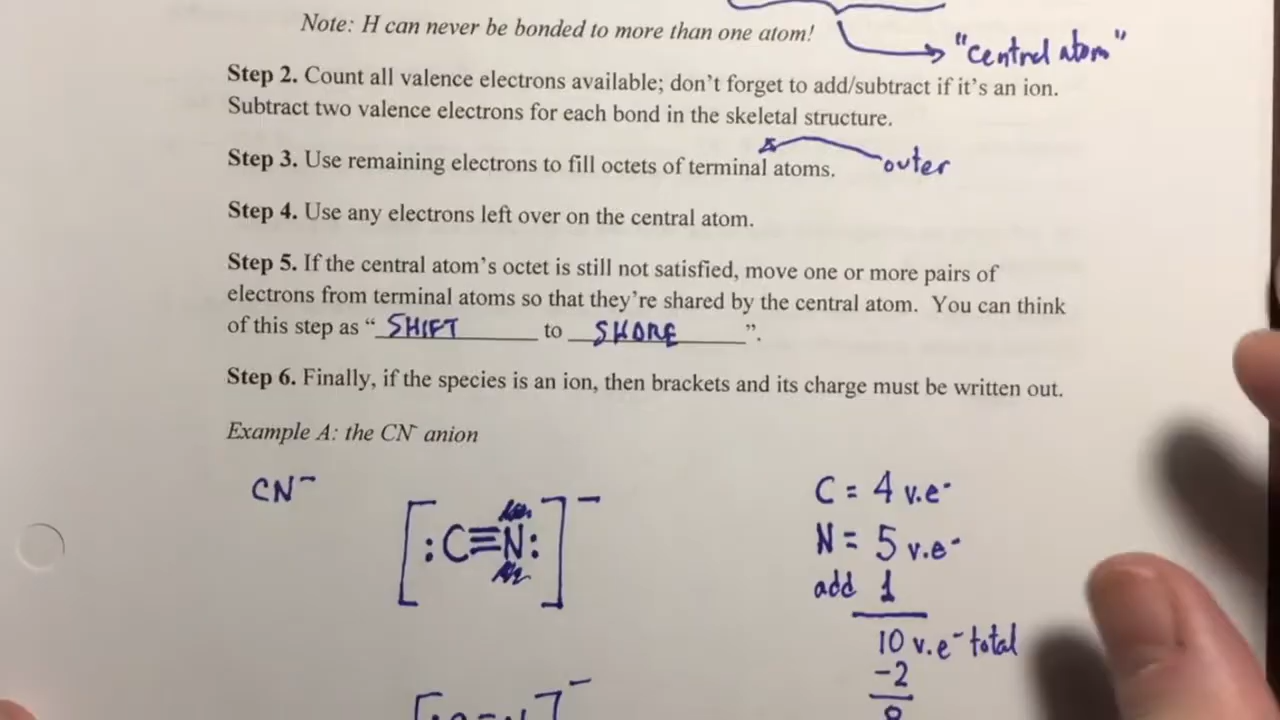 Note: H can never be bonded to more than one atom!
"central atom"
Step 2. Count all valence electrons available; don't forget to add/subtract if it's an ion.
Subtract two valence electrons for each bond in the skeletal structure.
Step 3. Use remaining electrons to fill octets of terminal atoms.
outer
Step 4. Use any electrons left over on the central atom.
Step 5. If the central atom's octet is still not satisfied, move one or more pairs of
electrons from terminal atoms so that they're shared by the central atom. You can think
of this step as "SHIFT to SHARE".
Step 6. Finally, if the species is an ion, then brackets and its charge must be written out.
Example A: the CN⁻ anion
CN⁻
[:C≡N:]⁻
C = 4 v.e⁻
N = 5 v.e⁻
add 1
10 v.e⁻ total
-2